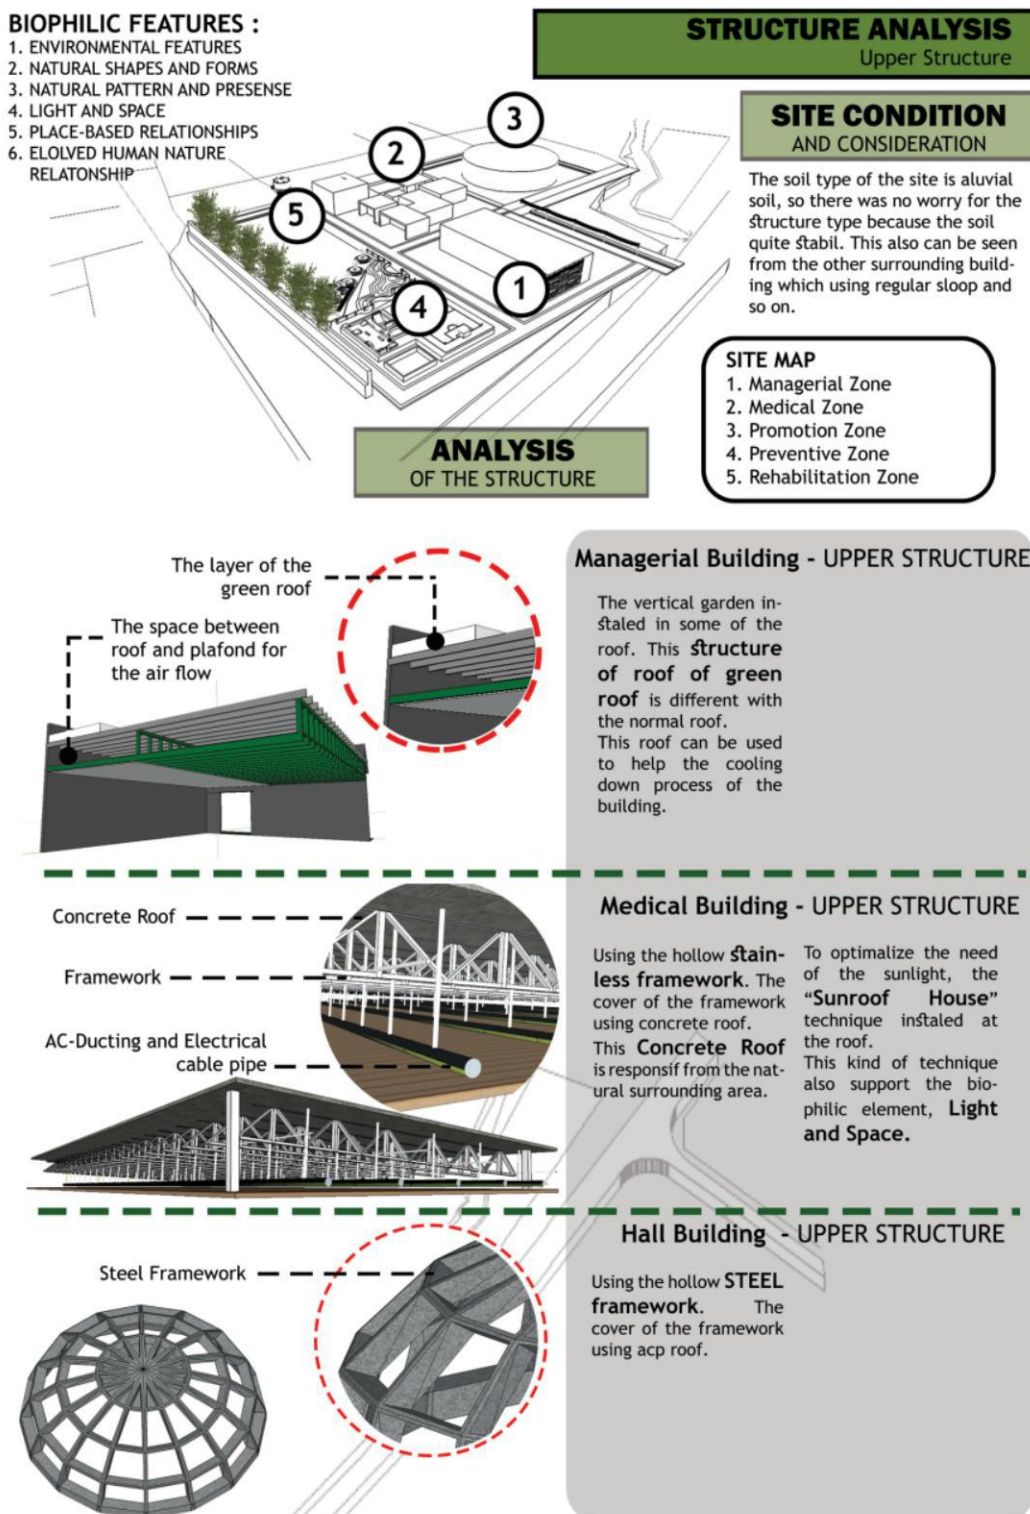 BIOPHILIC FEATURES :
1. ENVIRONMENTAL FEATURES
2. NATURAL SHAPES AND FORMS
3. NATURAL PATTERN AND PRESENSE
4. LIGHT AND SPACE
5. PLACE-BASED RELATIONSHIPS
6. ELOLVED HUMAN NATURE
RELATONSHIP
STRUCTURE ANALYSIS
Upper Structure
SITE CONDITION
AND CONSIDERATION
The soil type of the site is aluvial
soil, so there was no worry for the
structure type because the soil
quite stabil. This also can be seen
from the other surrounding build-
ing which using regular sloop and
so on.
3
2
5
1
4
SITE MAP
1. Managerial Zone
2. Medical Zone
3. Promotion Zone
4. Preventive Zone
5. Rehabilitation Zone
ANALYSIS
OF THE STRUCTURE
The layer of the
green roof
The space between
roof and plafond for
the air flow
Managerial Building - UPPER STRUCTURE
The vertical garden in-
staled in some of the
roof. This structure
of roof of green
roof is different with
the normal roof.
This roof can be used
to help the cooling
down process of the
building.
Concrete Roof
Framework
AC-Ducting and Electrical
cable pipe
Medical Building - UPPER STRUCTURE
Using the hollow stain-
less framework. The
cover of the framework
using concrete roof.
This Concrete Roof
is responsif from the nat-
ural surrounding area.
To optimalize the need
of the sunlight, the
"Sunroof House"
technique instaled at
the roof.
This kind of technique
also support the bio-
philic element, Light
and Space.
Steel Framework
Hall Building - UPPER STRUCTURE
Using the hollow STEEL
framework. The
cover of the framework
using acp roof.